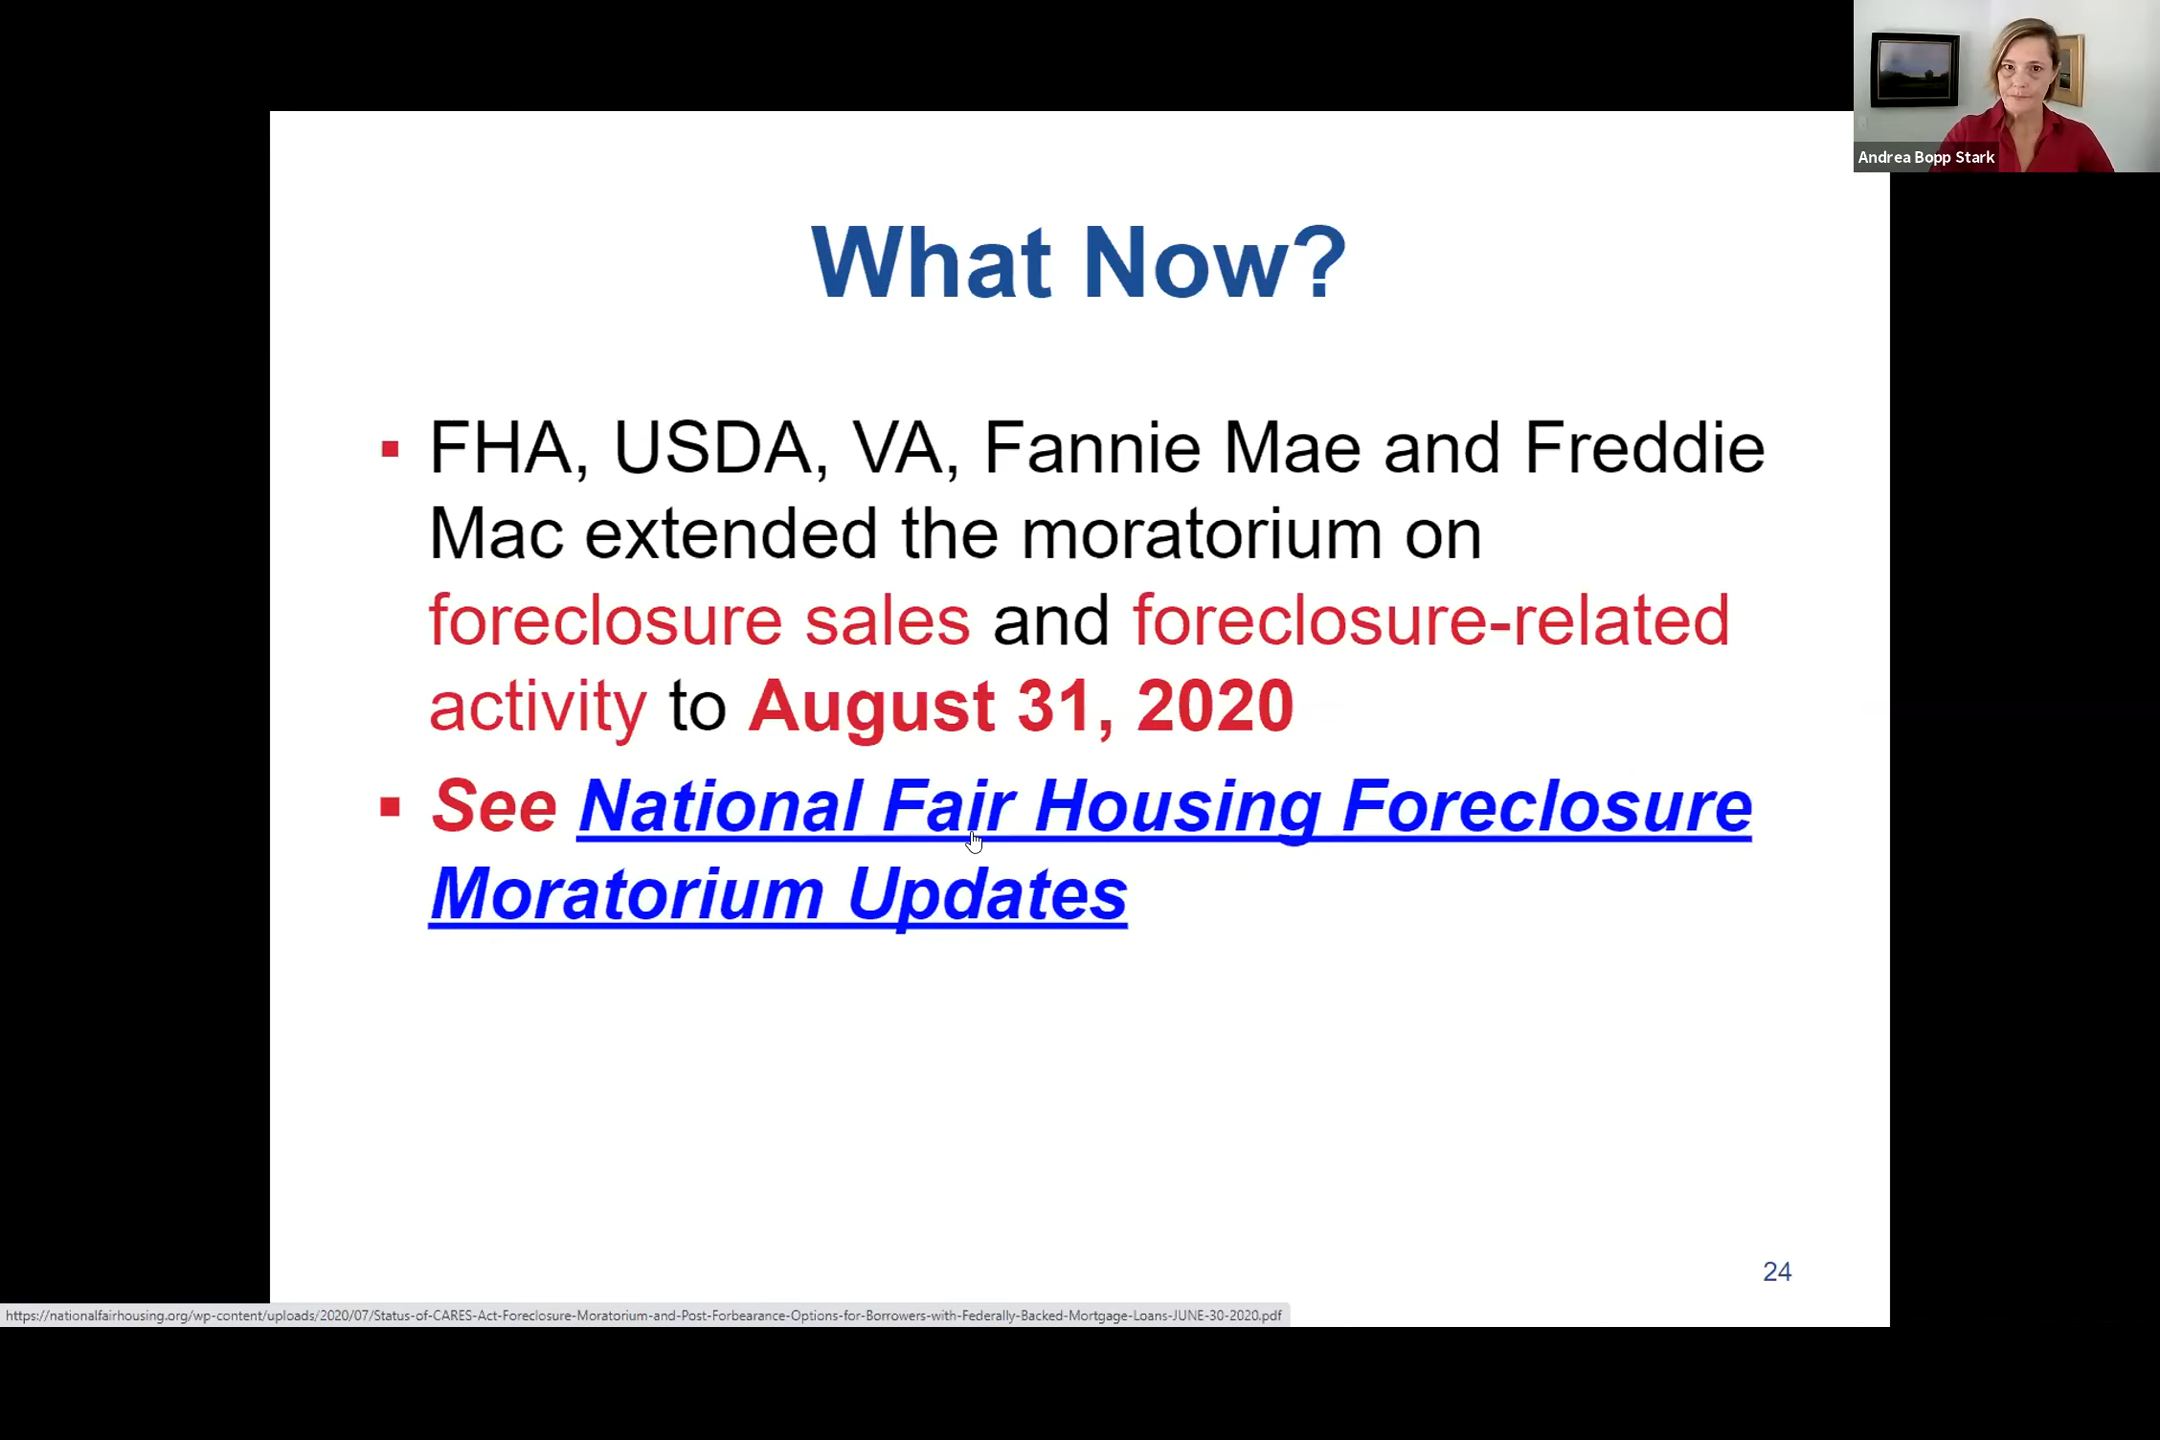 Andrea Bopp Stark
What Now?
▪ FHA, USDA, VA, Fannie Mae and Freddie
Mac extended the moratorium on
foreclosure sales and foreclosure-related
activity to August 31, 2020
▪ See National Fair Housing Foreclosure
Moratorium Updates
24
https://nationalfairhousing.org/wp-content/uploads/2020/07/Status-of-CARES-Act-Foreclosure-Moratorium-and-Post-Forbearance-Options-for-Borrowers-with-Federally-Backed-Mortgage-Loans-JUNE-30-2020.pdf